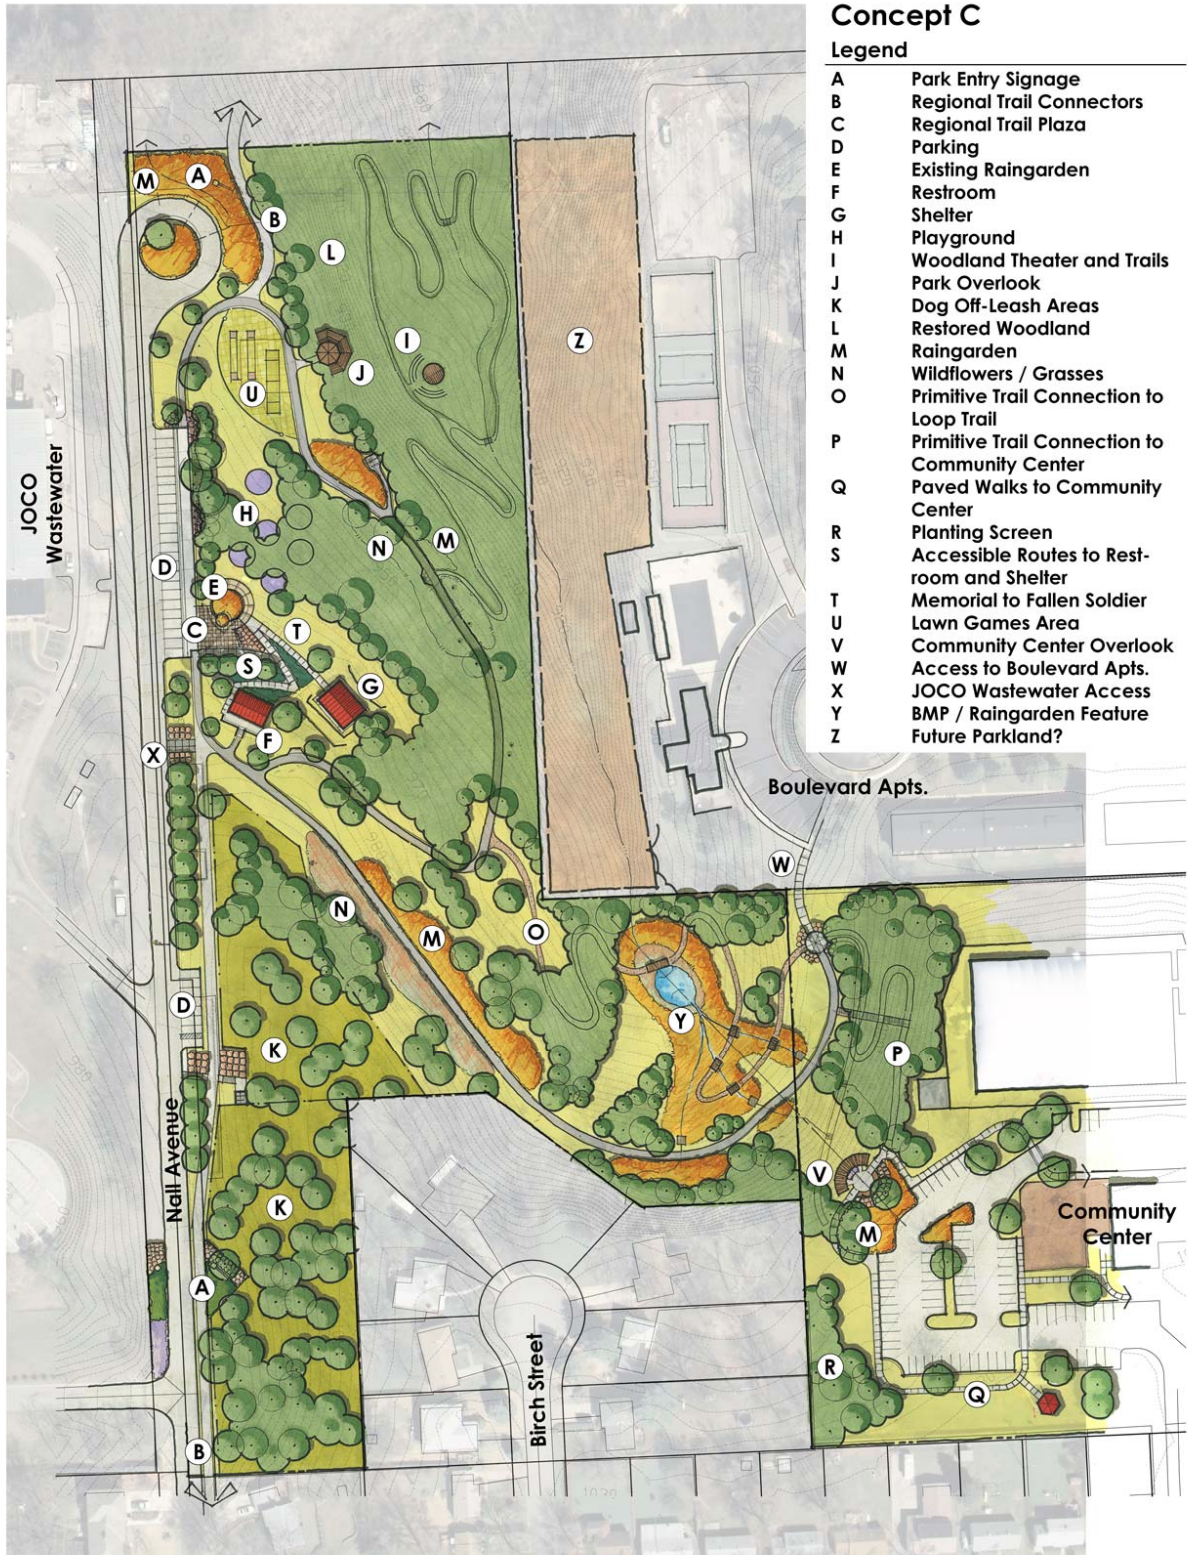 Concept C
Legend
A Park Entry Signage
B Regional Trail Connectors
C Regional Trail Plaza
D Parking
E Existing Raingarden
F Restroom
G Shelter
H Playground
I Woodland Theater and Trails
J Park Overlook
K Dog Off-Leash Areas
L Restored Woodland
M Raingarden
N Wildflowers / Grasses
O Primitive Trail Connection to
Loop Trail
P Primitive Trail Connection to
Community Center
Q Paved Walks to Community
Center
R Planting Screen
S Accessible Routes to Rest-
room and Shelter
T Memorial to Fallen Soldier
U Lawn Games Area
V Community Center Overlook
W Access to Boulevard Apts.
X JOCO Wastewater Access
Y BMP / Raingarden Feature
Z Future Parkland?
M
A
B
L
Z
I
J
U
JOCO
Wastewater
H
N
M
D
E
C
T
S
G
F
X
Boulevard Apts.
W
N
M
O
D
Y
K
P
Nall Avenue
V
K
M
Community
Center
A
Birch Street
R
Q
B